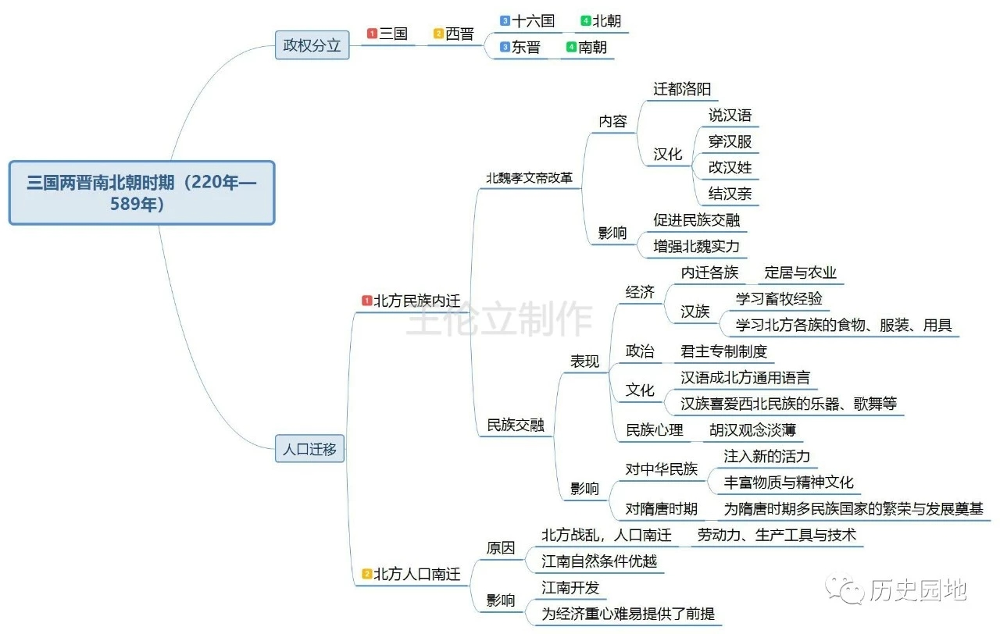 三国两晋南北朝时期（220年—
589年）
政权分立
1 三国
2 西晋
3 十六国
4 北朝
3 东晋
4 南朝
人口迁移
1 北方民族内迁
北魏孝文帝改革
内容
迁都洛阳
汉化
说汉语
穿汉服
改汉姓
结汉亲
影响
促进民族交融
增强北魏实力
民族交融
表现
经济
内迁各族
定居与农业
汉族
学习畜牧经验
学习北方各族的食物、服装、用具
政治
君主专制制度
文化
汉语成北方通用语言
汉族喜爱西北民族的乐器、歌舞等
民族心理
胡汉观念淡薄
影响
对中华民族
注入新的活力
丰富物质与精神文化
对隋唐时期
为隋唐时期多民族国家的繁荣与发展奠基
2 北方人口南迁
原因
北方战乱，人口南迁
劳动力、生产工具与技术
江南自然条件优越
影响
江南开发
为经济重心难易提供了前提
王伦立制作
历史园地